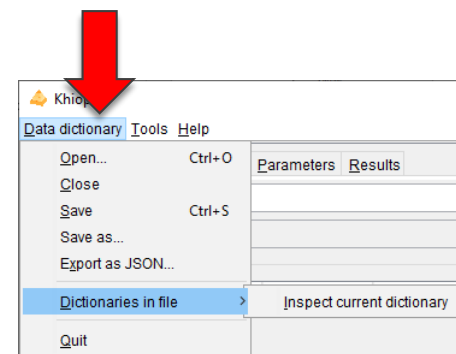 Khiop
Data dictionary Tools Help
Open... Ctrl+O
Parameters Results
Close
Save Ctrl+S
Save as...
Export as JSON...
Dictionaries in file > Inspect current dictionary
Quit